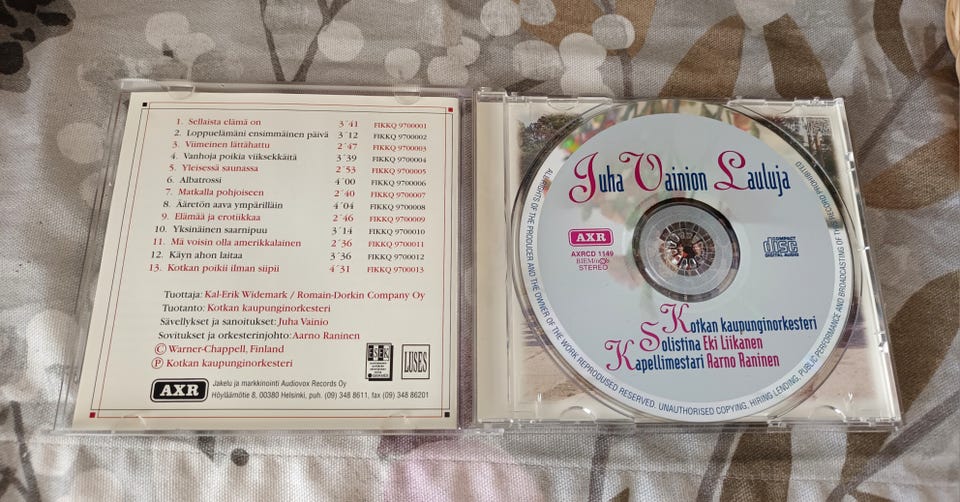 1. Sellaista elämä on 3'41 FIKKQ 9700001
2. Loppuelämäni ensimmäinen päivä 3'12 FIKKQ 9700002
3. Viimeinen lättähattu 2'47 FIKKQ 9700003
4. Vanhoja poikia viiksekkäitä 3'39 FIKKQ 9700004
5. Yleisessä saunassa 2'53 FIKKQ 9700005
6. Albatrossi 4'00 FIKKQ 9700006
7. Matkalla pohjoiseen 2'40 FIKKQ 9700007
8. Ääretön aava ympärilläin 4'04 FIKKQ 9700008
9. Elämää ja erotiikkaa 2'46 FIKKQ 9700009
10. Yksinäinen saarnipuu 3'14 FIKKQ 9700010
11. Mä voisin olla amerikkalainen 2'36 FIKKQ 9700011
12. Käyn ahon laitaa 3'36 FIKKQ 9700012
13. Kotkan poikii ilman siipii 4'31 FIKKQ 9700013
Tuottaja: Kal-Erik Widemark / Romain-Dorkin Company Oy
Tuotanto: Kotkan kaupunginorkesteri
Sävellykset ja sanoitukset: Juha Vainio
Sovitukset ja orkesterinjohto: Aarno Raninen
Ⓒ Warner-Chappell, Finland
Ⓟ Kotkan kaupunginorkesteri
ESEK
LUSES
AXR
Jakelu ja markkinointi Audiovox Records Oy
Höyläämötie 8, 00380 Helsinki, puh. (09) 348 8611, fax (09) 348 86201
Juha Vainion Lauluja
AXR
AXRCD 1149
BIEM/n©b
STEREO
COMPACT
disc
DIGITAL AUDIO
Kotkan kaupunginorkesteri
Solistina Eki Liikanen
Kapellimestari Aarno Raninen
ALL RIGHTS OF THE PRODUCER AND THE OWNER OF THE WORK REPRODUSED RESERVED. UNAUTHORISED COPYING, HIRING LENDING, PUBLIC PERFORMANCE AND BROADCASTING OF THIS RECORD PROHIBITED